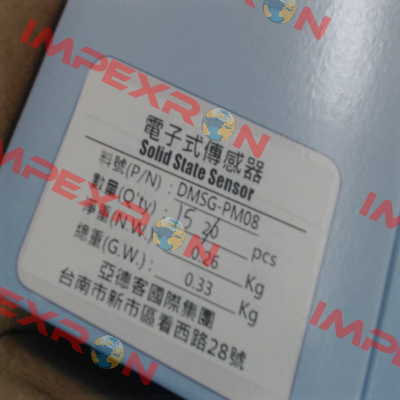 IMPEXRON
電子式傳感器
Solid State Sensor
料號(P/N): DMSG-PM08
數量(Q'ty): 15 20 pcs
淨重(N.W.): 0.26 Kg
總重(G.W.): 0.33 Kg
亞德客國際集團
台南市新市區看西路28號